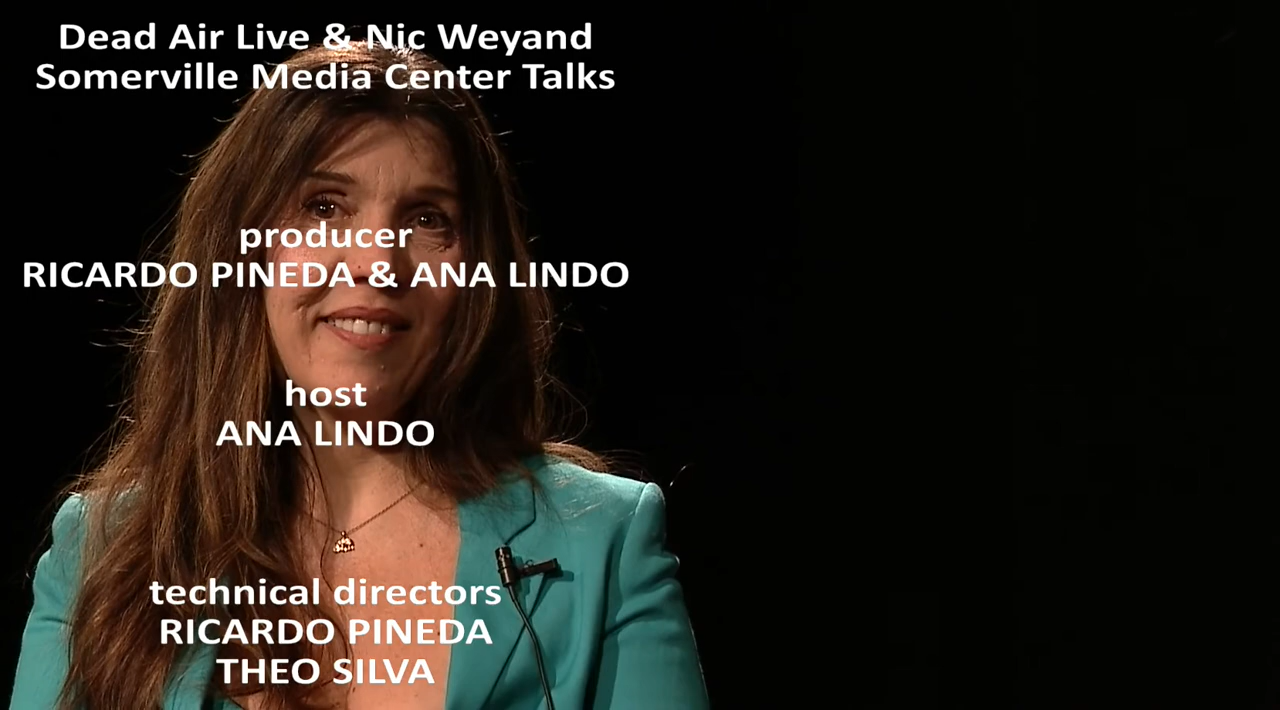 Dead Air Live & Nic Weyand
Somerville Media Center Talks
producer
RICARDO PINEDA & ANA LINDO
host
ANA LINDO
technical directors
RICARDO PINEDA
THEO SILVA